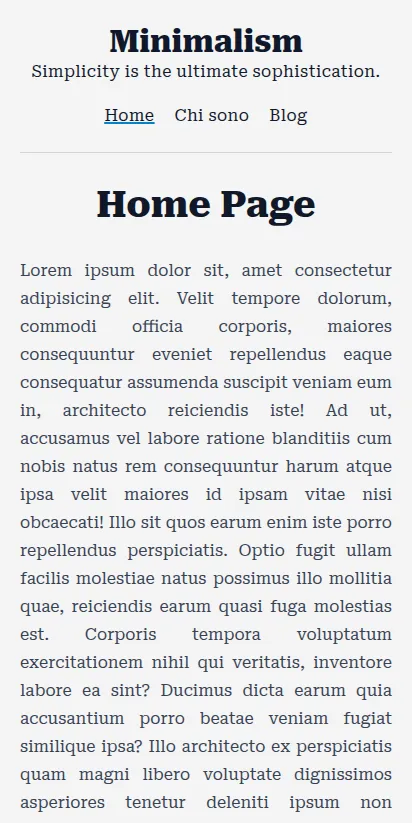 Minimalism
Simplicity is the ultimate sophistication.
Home Chi sono Blog
Home Page
Lorem ipsum dolor sit, amet consectetur
adipisicing elit. Velit tempore dolorum,
commodi officia corporis, maiores
consequuntur eveniet repellendus eaque
consequatur assumenda suscipit veniam eum
in, architecto reiciendis iste! Ad ut,
accusamus vel labore ratione blanditiis cum
nobis natus rem consequuntur harum atque
ipsa velit maiores id ipsam vitae nisi
obcaecati! Illo sit quos earum enim iste porro
repellendus perspiciatis. Optio fugit ullam
facilis molestiae natus possimus illo mollitia
quae, reiciendis earum quasi fuga molestias
est. Corporis tempora voluptatum
exercitationem nihil qui veritatis, inventore
labore ea sint? Ducimus dicta earum quia
accusantium porro beatae veniam fugiat
similique ipsa? Illo architecto ex perspiciatis
quam magni libero voluptate dignissimos
asperiores tenetur deleniti ipsum non